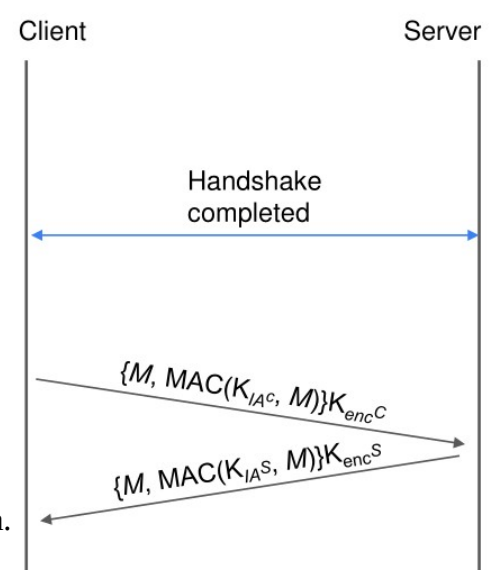 Client
Server
Handshake
completed
{M, MAC(K_IA^C, M)}K_enc^C
{M, MAC(K_IA^S, M)}K_enc^S